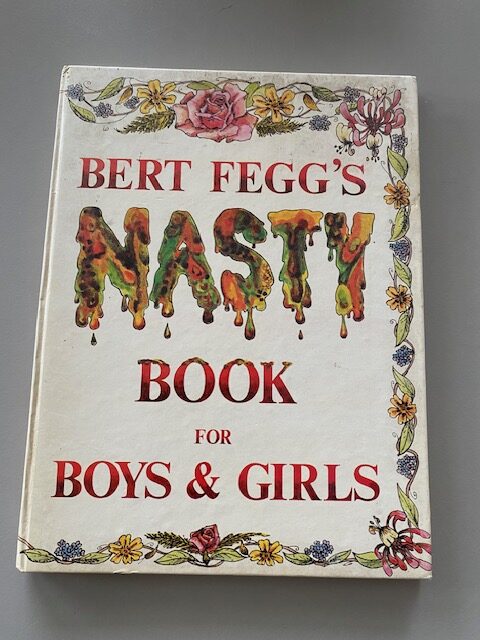 BERT FEGG'S
NASTY
BOOK
FOR
BOYS & GIRLS